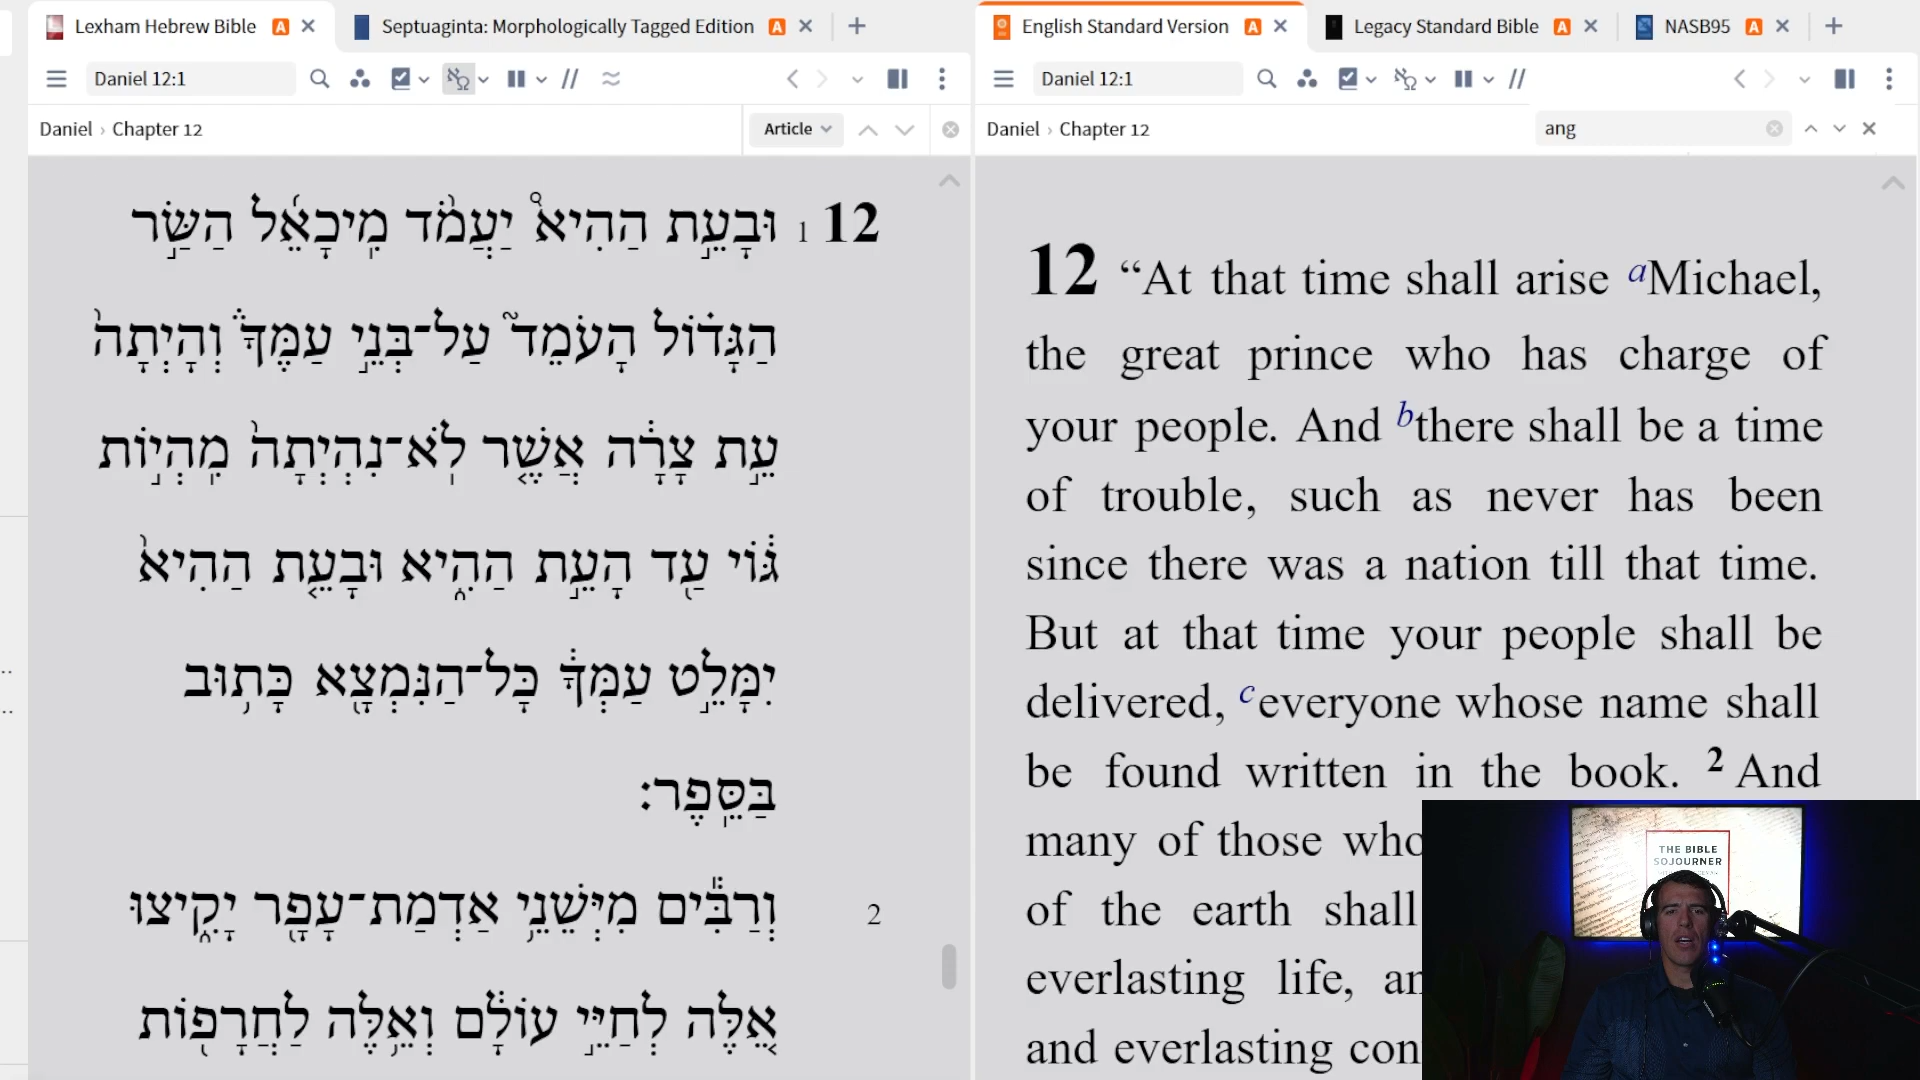 Lexham Hebrew Bible A
Septuaginta: Morphologically Tagged Edition A
Daniel 12:1
Daniel › Chapter 12
Article
12 1 וּבָעֵ֣ת הַהִיא֩ יַעֲמֹ֨ד מִֽיכָאֵ֜ל הַשַּׂ֣ר
הַגָּד֗וֹל הָעֹמֵד֮ עַל־בְּנֵ֣י עַמֶּךָ֒ וְהָיְתָה֙
עֵ֣ת צָרָ֔ה אֲשֶׁ֤ר לֹֽא־נִהְיְתָה֙ מִֽהְי֣וֹת
גּ֔וֹי עַ֖ד הָעֵ֣ת הַהִ֑יא וּבָעֵ֤ת הַהִיא֙
יִמָּלֵ֣ט עַמְּךָ֔ כָּל־הַנִּמְצָ֖א כָּת֥וּב
בַּסֵּֽפֶר׃
2 וְרַבִּ֕ים מִיְּשֵׁנֵ֥י אַדְמַת־עָפָ֖ר יָקִ֑יצוּ
אֵ֚לֶּה לְחַיֵּ֣י עוֹלָ֔ם וְאֵ֥לֶּה לַחֲרָפ֖וֹת
English Standard Version A
Legacy Standard Bible A
NASB95 A
Daniel 12:1
Daniel › Chapter 12
ang
12 “At that time shall arise aMichael,
the great prince who has charge of
your people. And bthere shall be a time
of trouble, such as never has been
since there was a nation till that time.
But at that time your people shall be
delivered, ceveryone whose name shall
be found written in the book. 2 And
many of those who
of the earth shall
everlasting life, an
and everlasting con
THE BIBLE
SOJOURNER